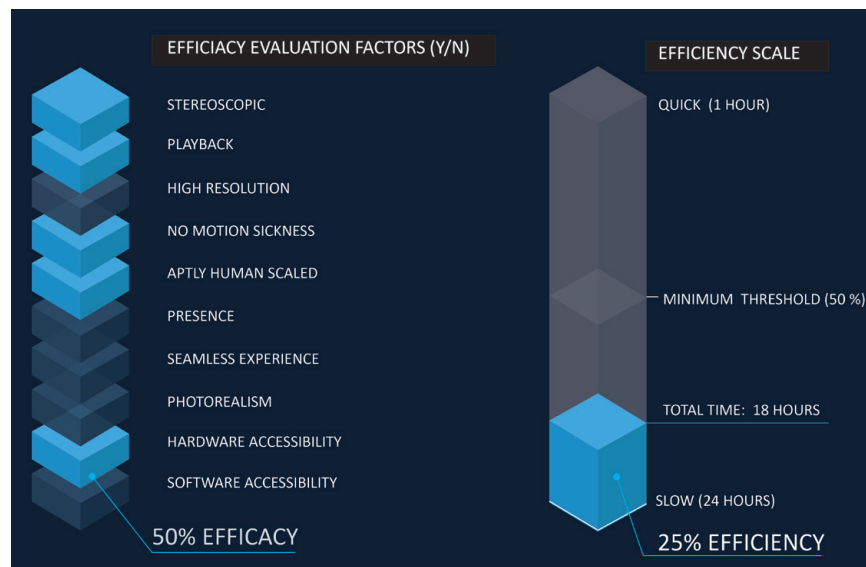 EFFICIACY EVALUATION FACTORS (Y/N)
STEREOSCOPIC
PLAYBACK
HIGH RESOLUTION
NO MOTION SICKNESS
APTLY HUMAN SCALED
PRESENCE
SEAMLESS EXPERIENCE
PHOTOREALISM
HARDWARE ACCESSIBILITY
SOFTWARE ACCESSIBILITY
50% EFFICACY
EFFICIENCY SCALE
QUICK (1 HOUR)
MINIMUM THRESHOLD (50 %)
TOTAL TIME: 18 HOURS
SLOW (24 HOURS)
25% EFFICIENCY